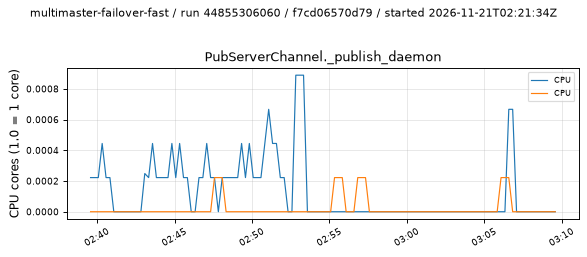 multimaster-failover-fast / run 44855306060 / f7cd06570d79 / started 2026-11-21T02:21:34Z
PubServerChannel._publish_daemon
CPU cores (1.0 = 1 core)
0.0008
0.0006
0.0004
0.0002
0.0000
CPU
CPU
02:40
02:45
02:50
02:55
03:00
03:05
03:10